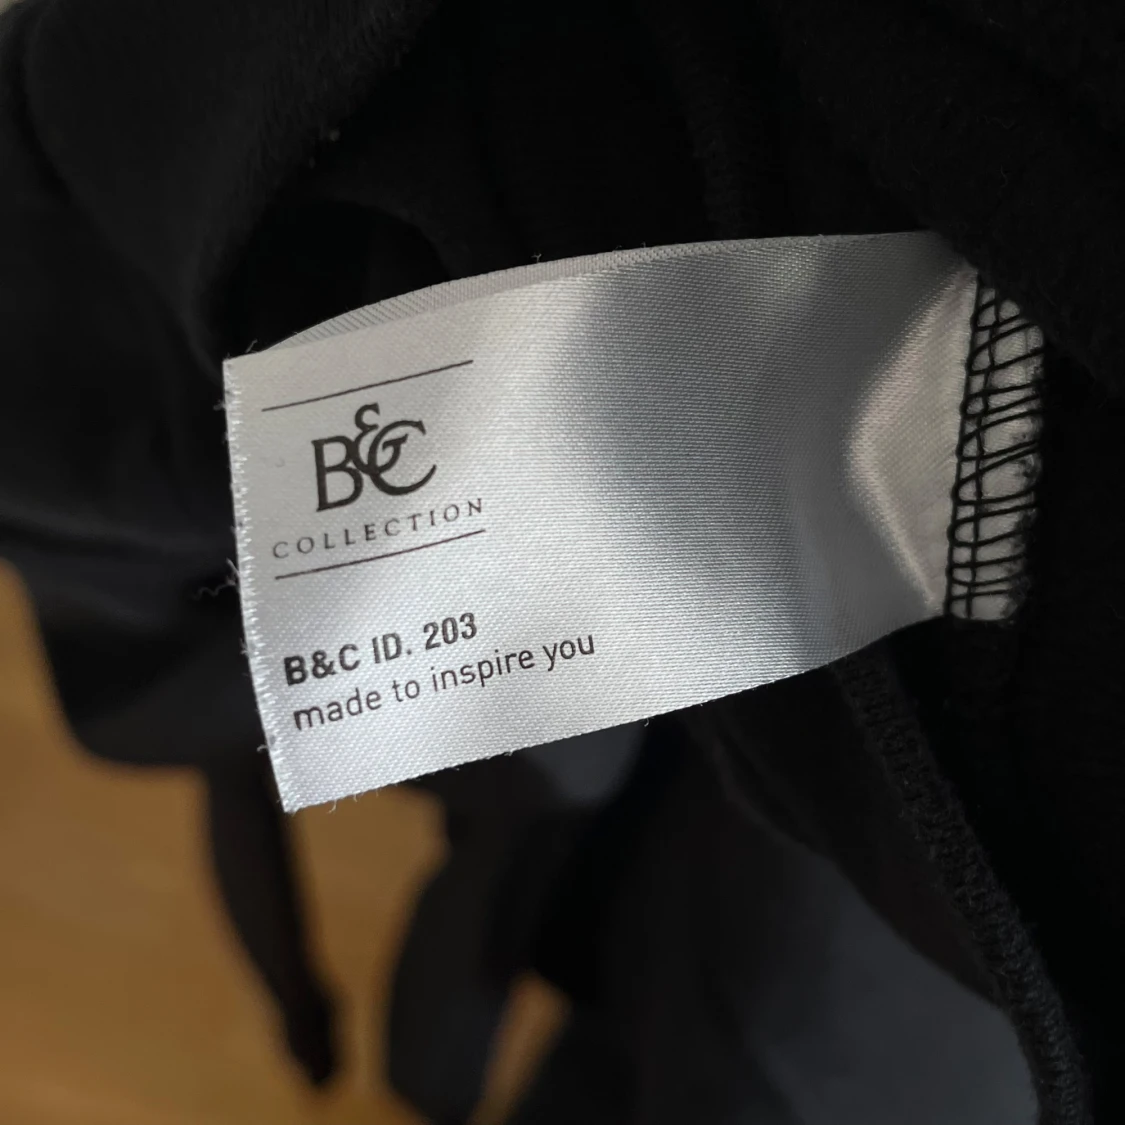 B&C
COLLECTION
B&C ID. 203
made to inspire you